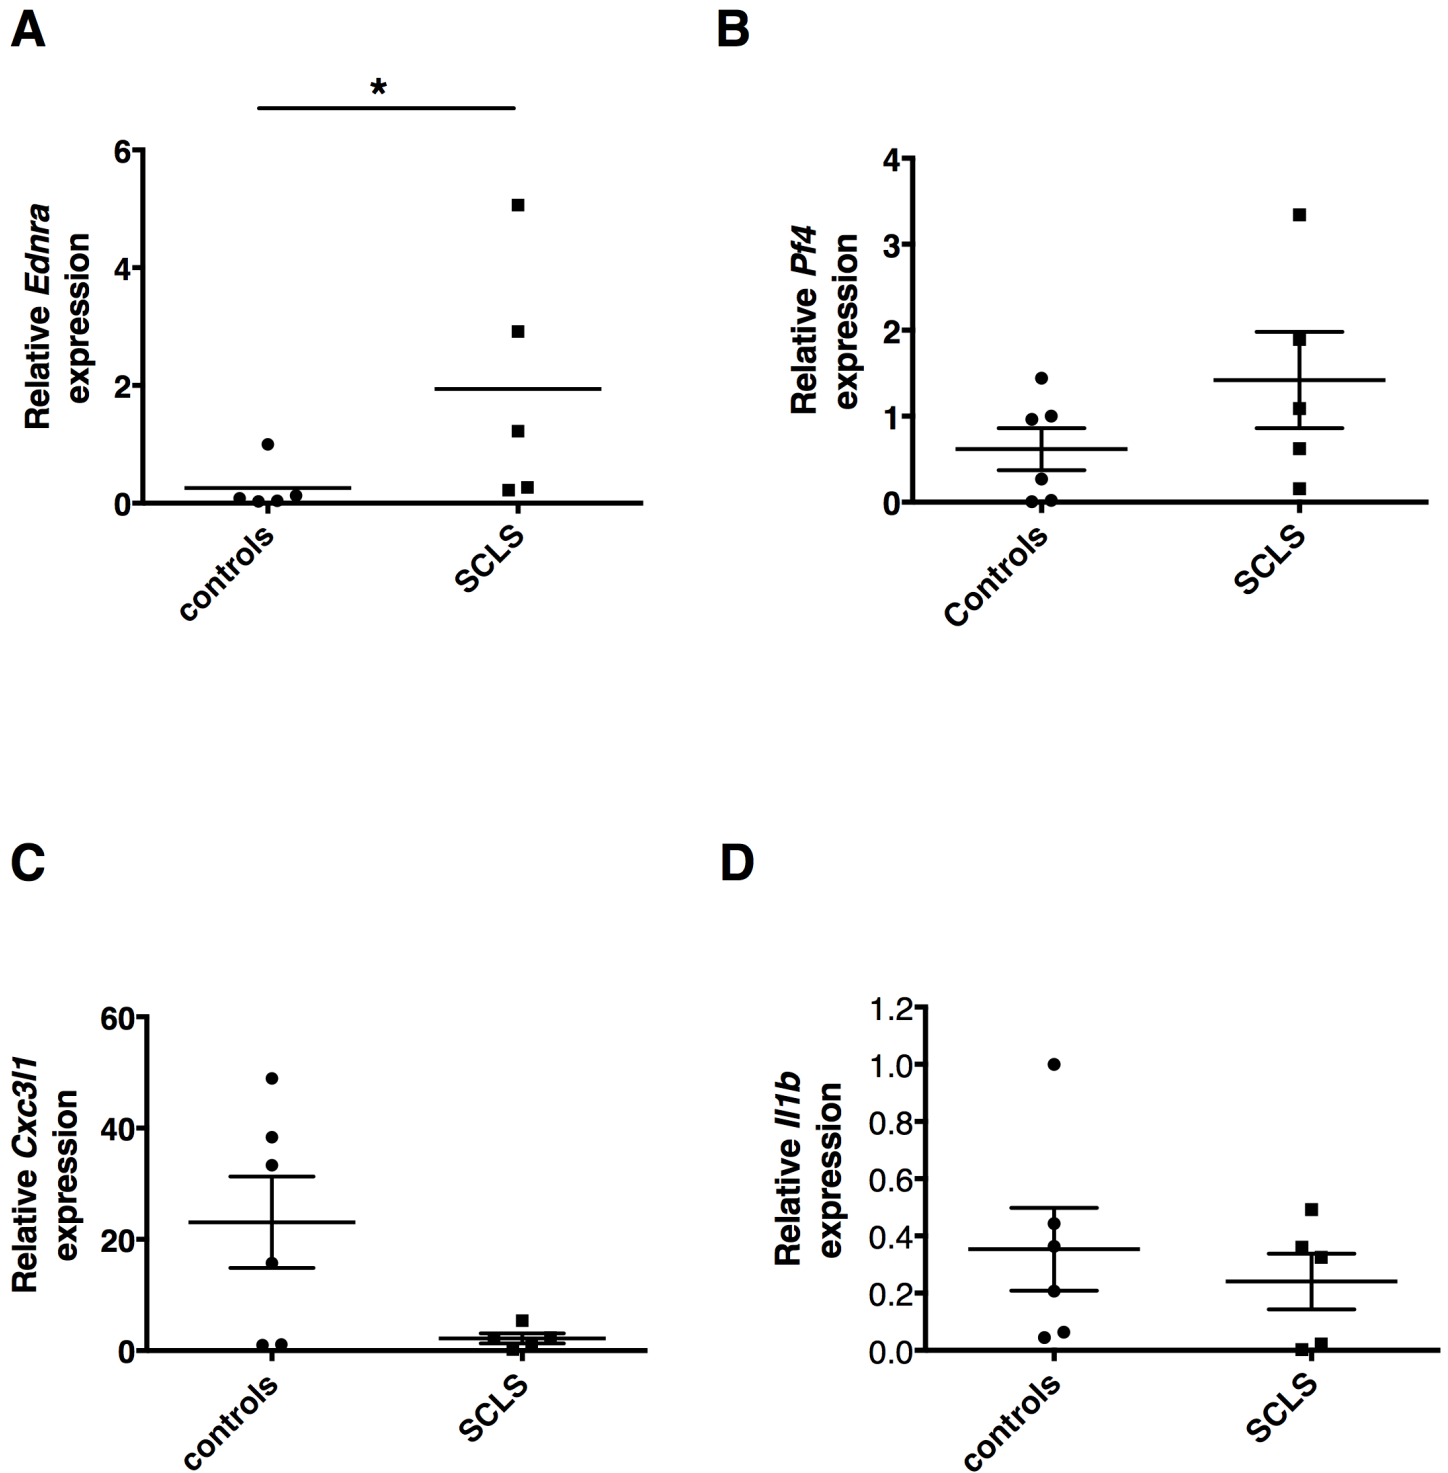 A
*
Relative Ednra
expression
6
4
2
0
controls
SCLS
B
Relative Pf4
expression
4
3
2
1
0
Controls
SCLS
C
Relative Cxc3l1
expression
60
40
20
0
controls
SCLS
D
Relative Il1b
expression
1.2
1.0
0.8
0.6
0.4
0.2
0.0
controls
SCLS